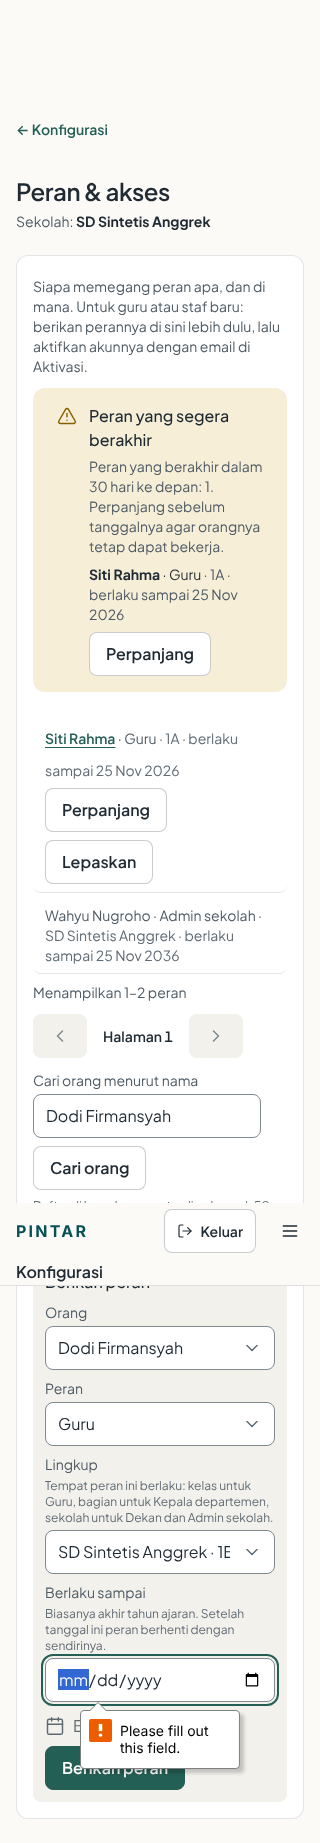 ← Konfigurasi
Peran & akses
Sekolah: SD Sintetis Anggrek
Siapa memegang peran apa, dan di
mana. Untuk guru atau staf baru:
berikan perannya di sini lebih dulu, lalu
aktifkan akunnya dengan email di
Aktivasi.
Peran yang segera
berakhir
Peran yang berakhir dalam
30 hari ke depan: 1.
Perpanjang sebelum
tanggalnya agar orangnya
tetap dapat bekerja.
Siti Rahma · Guru · 1A ·
berlaku sampai 25 Nov
2026
Perpanjang
Siti Rahma · Guru · 1A · berlaku
sampai 25 Nov 2026
Perpanjang
Lepaskan
Wahyu Nugroho · Admin sekolah ·
SD Sintetis Anggrek · berlaku
sampai 25 Nov 2036
Menampilkan 1–2 peran
Halaman 1
Cari orang menurut nama
Dodi Firmansyah
Cari orang
PINTAR
Keluar
Konfigurasi
Berikan peran
Orang
Dodi Firmansyah
Peran
Guru
Lingkup
Tempat peran ini berlaku: kelas untuk
Guru, bagian untuk Kepala departemen,
sekolah untuk Dekan dan Admin sekolah.
SD Sintetis Anggrek · 1E
Berlaku sampai
Biasanya akhir tahun ajaran. Setelah
tanggal ini peran berhenti dengan
sendirinya.
mm/dd/yyyy
Please fill out
this field.
Berikan peran